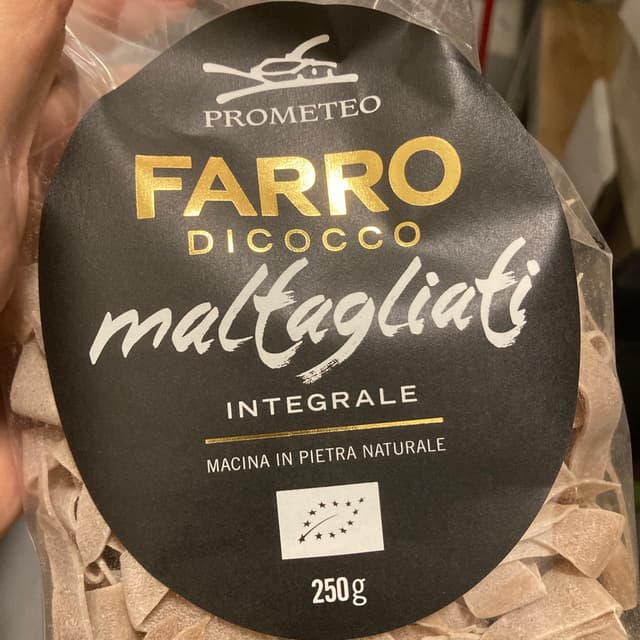 PROMETEO
FARRO
DICOCCO
maltagliati
INTEGRALE
MACINA IN PIETRA NATURALE
250g